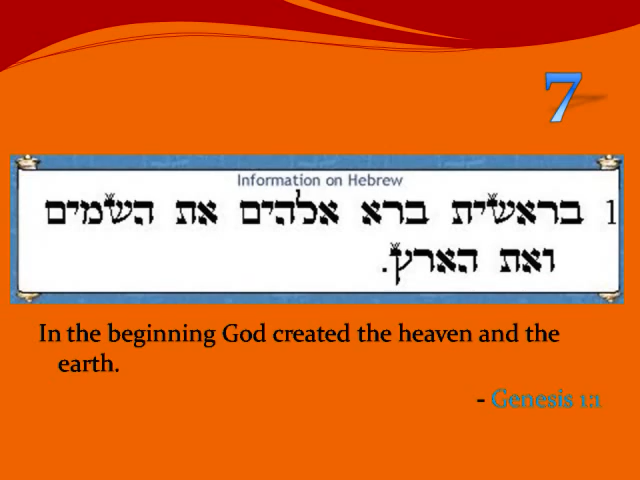 7
Information on Hebrew
1 בראשית ברא אלהים את השמים
ואת הארץ.
In the beginning God created the heaven and the
earth.
- Genesis 1:1